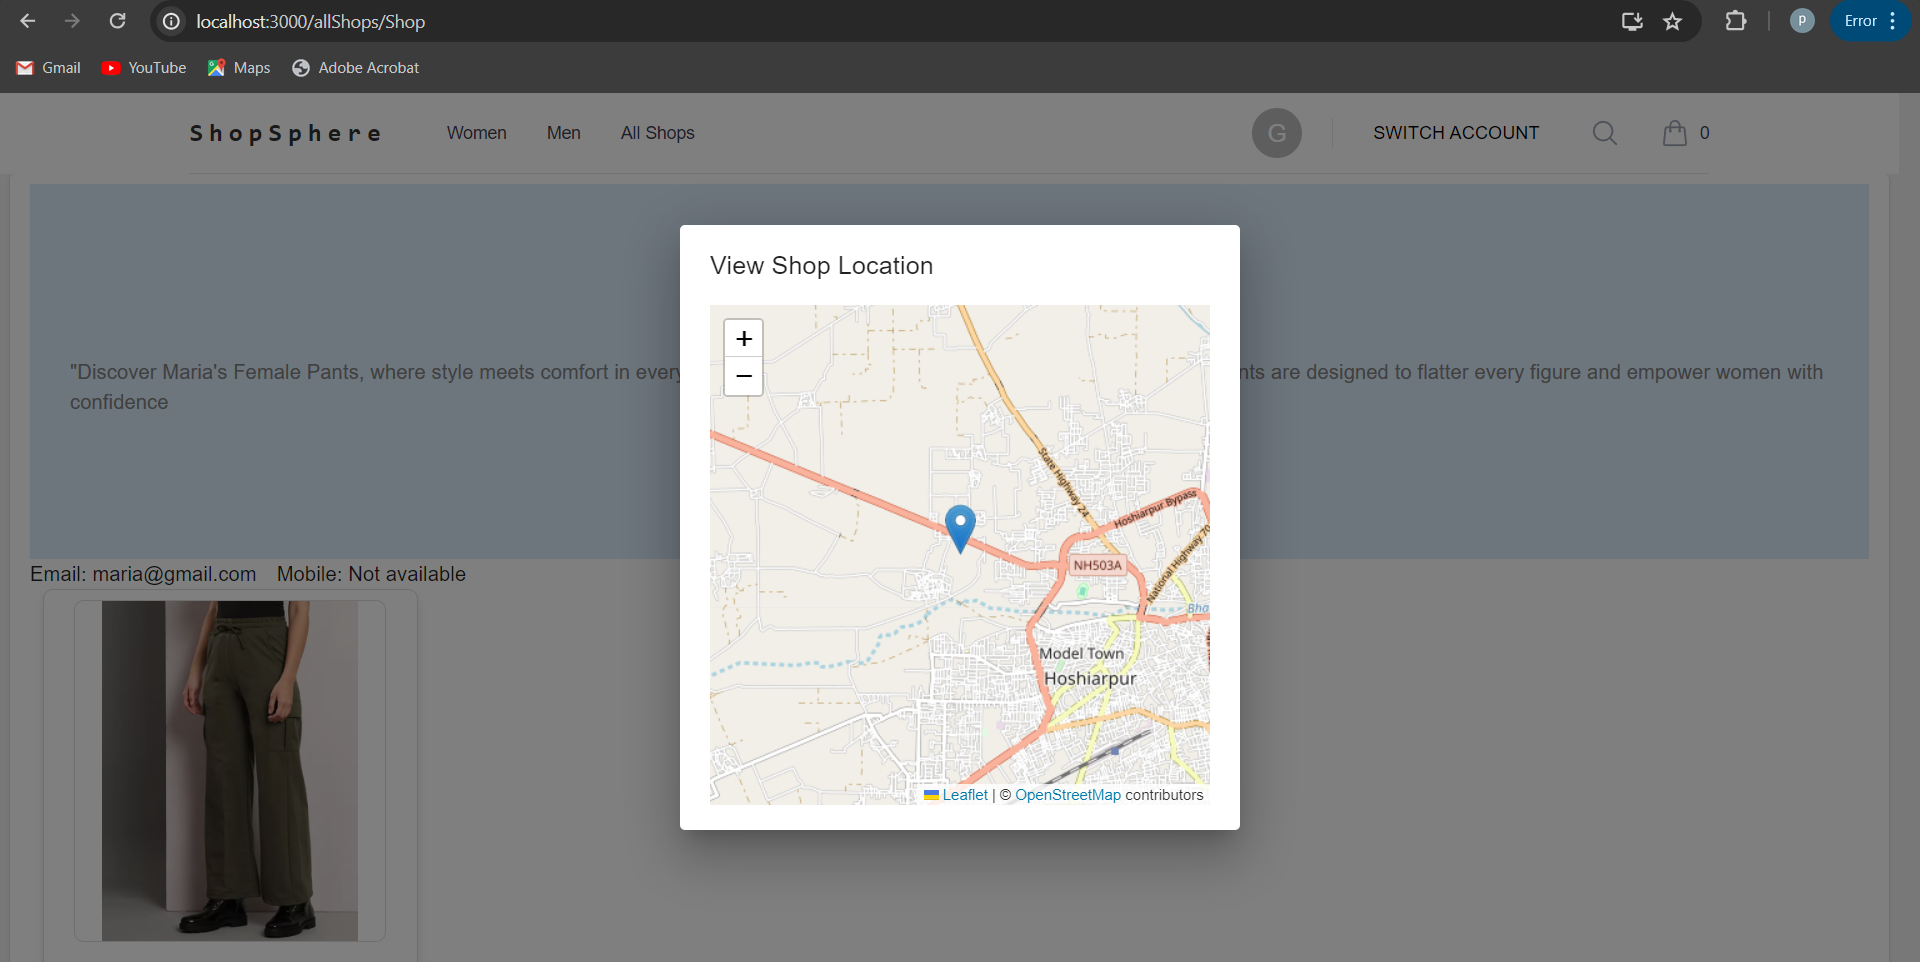 localhost:3000/allShops/Shop
P
Error
Gmail
YouTube
Maps
Adobe Acrobat
ShopSphere
Women
Men
All Shops
G
SWITCH ACCOUNT
0
View Shop Location
"Discover Maria's Female Pants, where style meets comfort in every
nts are designed to flatter every figure and empower women with
confidence
+
−
State Highway 24
Hoshiarpur Bypass
National Highway 70
NH503A
Bha
Model Town
Hoshiarpur
Leaflet | © OpenStreetMap contributors
Email: maria@gmail.com Mobile: Not available